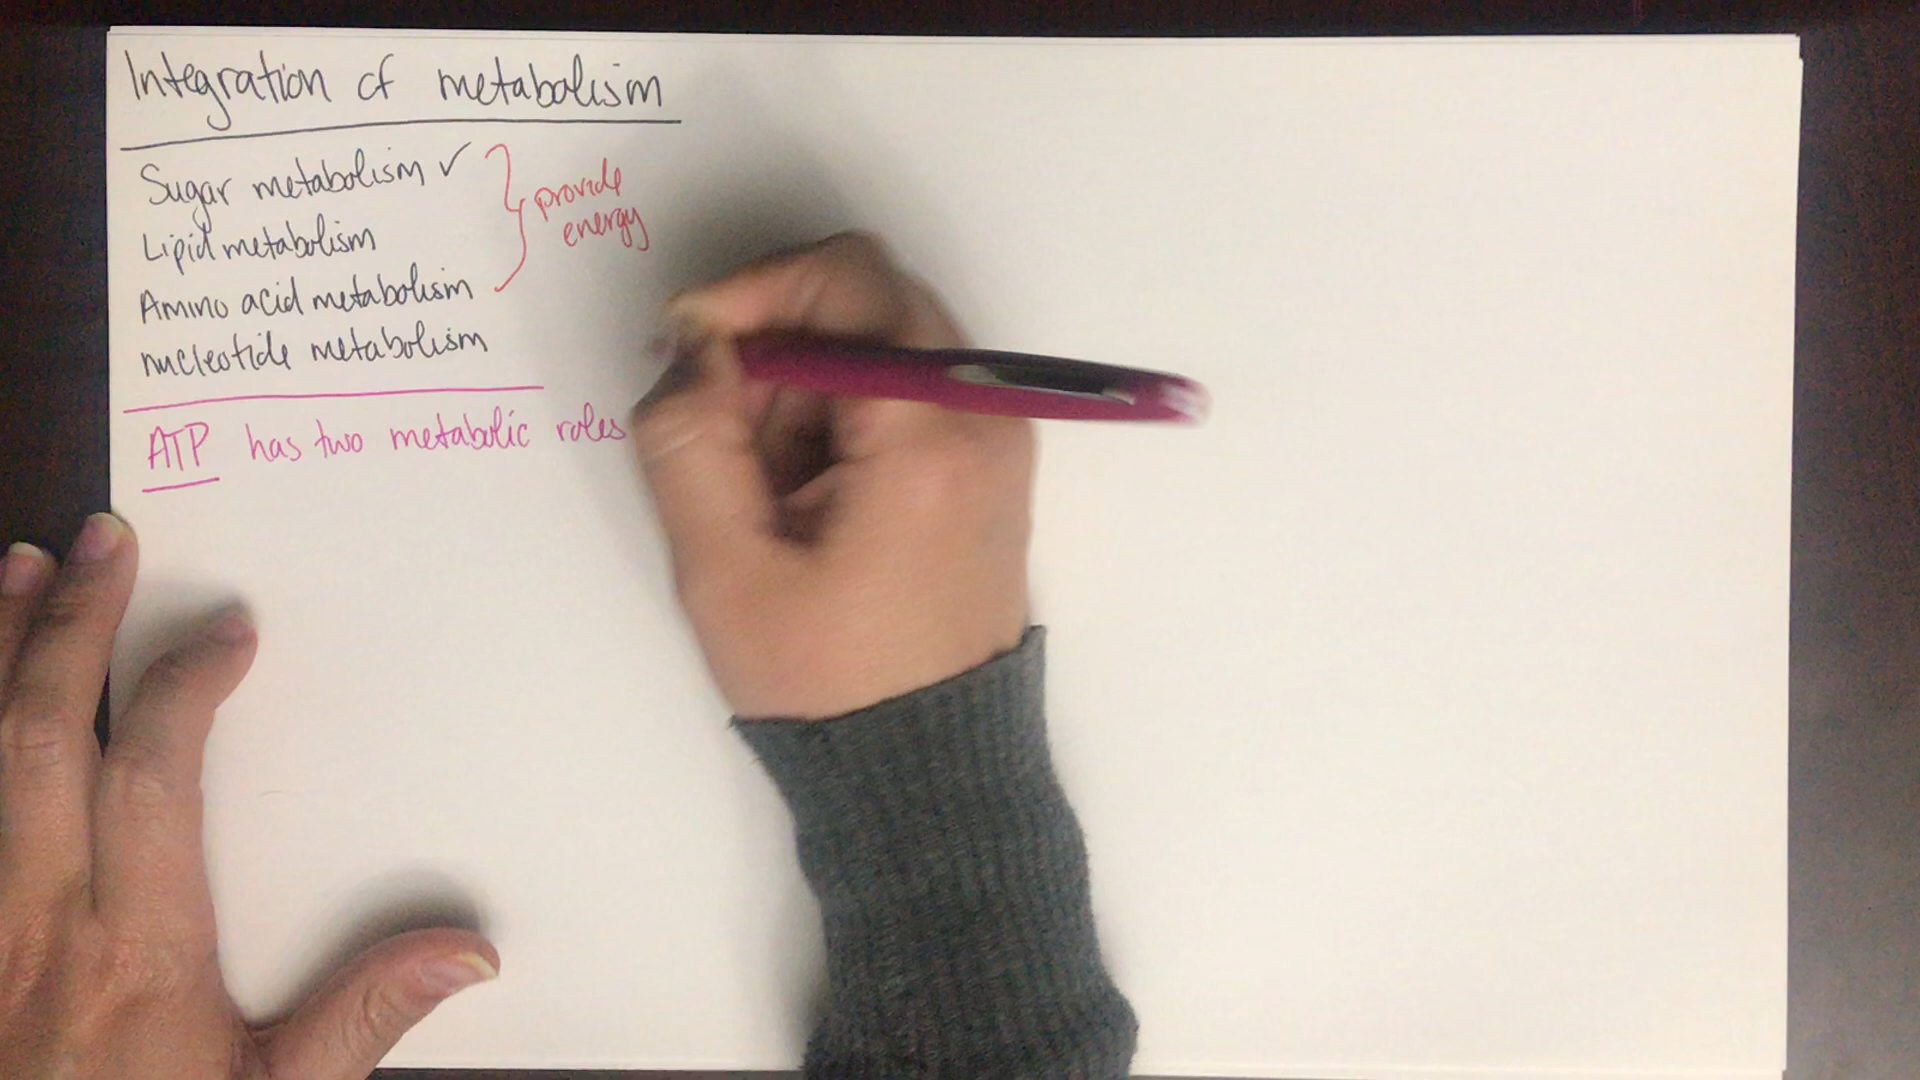 Integration of metabolism
Sugar metabolism ✓
Lipid metabolism
Amino acid metabolism
nucleotide metabolism
provide
energy
ATP has two metabolic roles